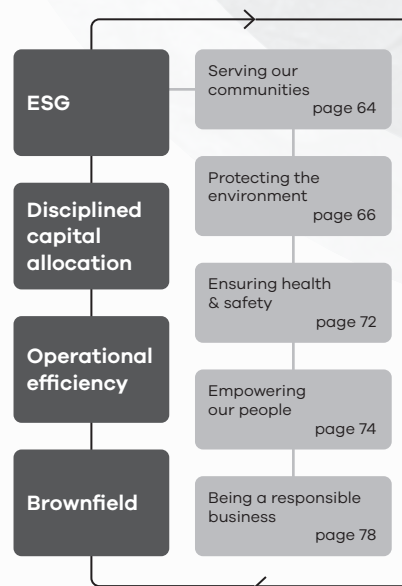 ESG
Disciplined
capital
allocation
Operational
efficiency
Brownfield
Serving our
communities
page 64
Protecting the
environment
page 66
Ensuring health
& safety
page 72
Empowering
our people
page 74
Being a responsible
business
page 78